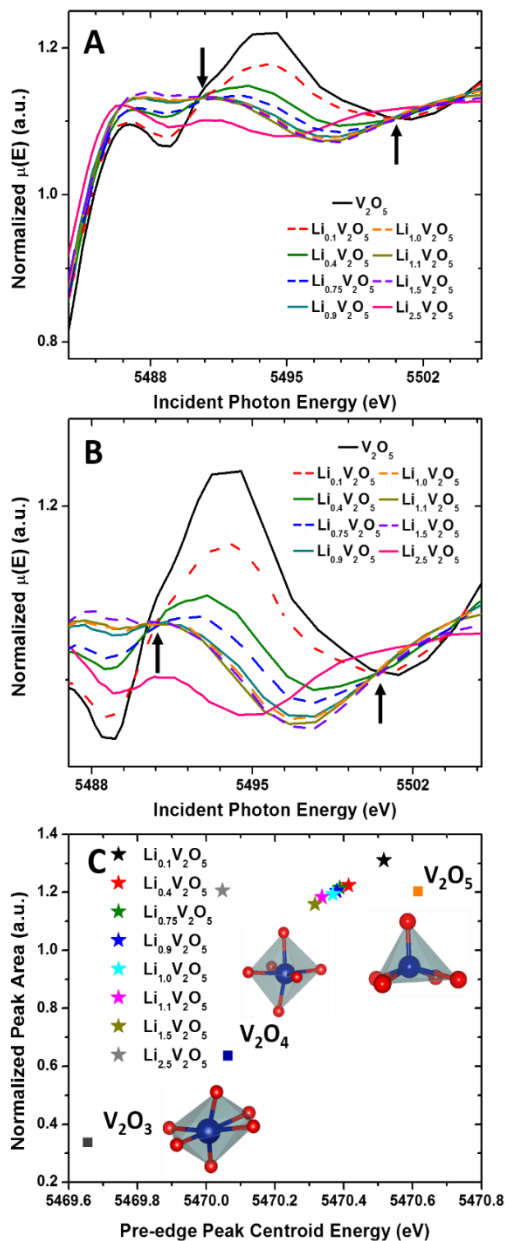 A
1.2
1.0
0.8
Normalized μ(E) (a.u.)
V₂O₅
Li₀.₁V₂O₅
Li₁.₀V₂O₅
Li₀.₄V₂O₅
Li₁.₁V₂O₅
Li₀.₇₅V₂O₅
Li₁.₅V₂O₅
Li₀.₉V₂O₅
Li₂.₅V₂O₅
5488
5495
5502
Incident Photon Energy (eV)
B
1.2
Normalized μ(E) (a.u.)
V₂O₅
Li₀.₁V₂O₅
Li₁.₀V₂O₅
Li₀.₄V₂O₅
Li₁.₁V₂O₅
Li₀.₇₅V₂O₅
Li₁.₅V₂O₅
Li₀.₉V₂O₅
Li₂.₅V₂O₅
5488
5495
5502
Incident Photon Energy (eV)
C
1.4
1.2
1.0
0.8
0.6
0.4
0.2
Normalized Peak Area (a.u.)
Li₀.₁V₂O₅
Li₀.₄V₂O₅
Li₀.₇₅V₂O₅
Li₀.₉V₂O₅
Li₁.₀V₂O₅
Li₁.₁V₂O₅
Li₁.₅V₂O₅
Li₂.₅V₂O₅
V₂O₅
V₂O₄
V₂O₃
5469.6
5469.8
5470.0
5470.2
5470.4
5470.6
5470.8
Pre-edge Peak Centroid Energy (eV)